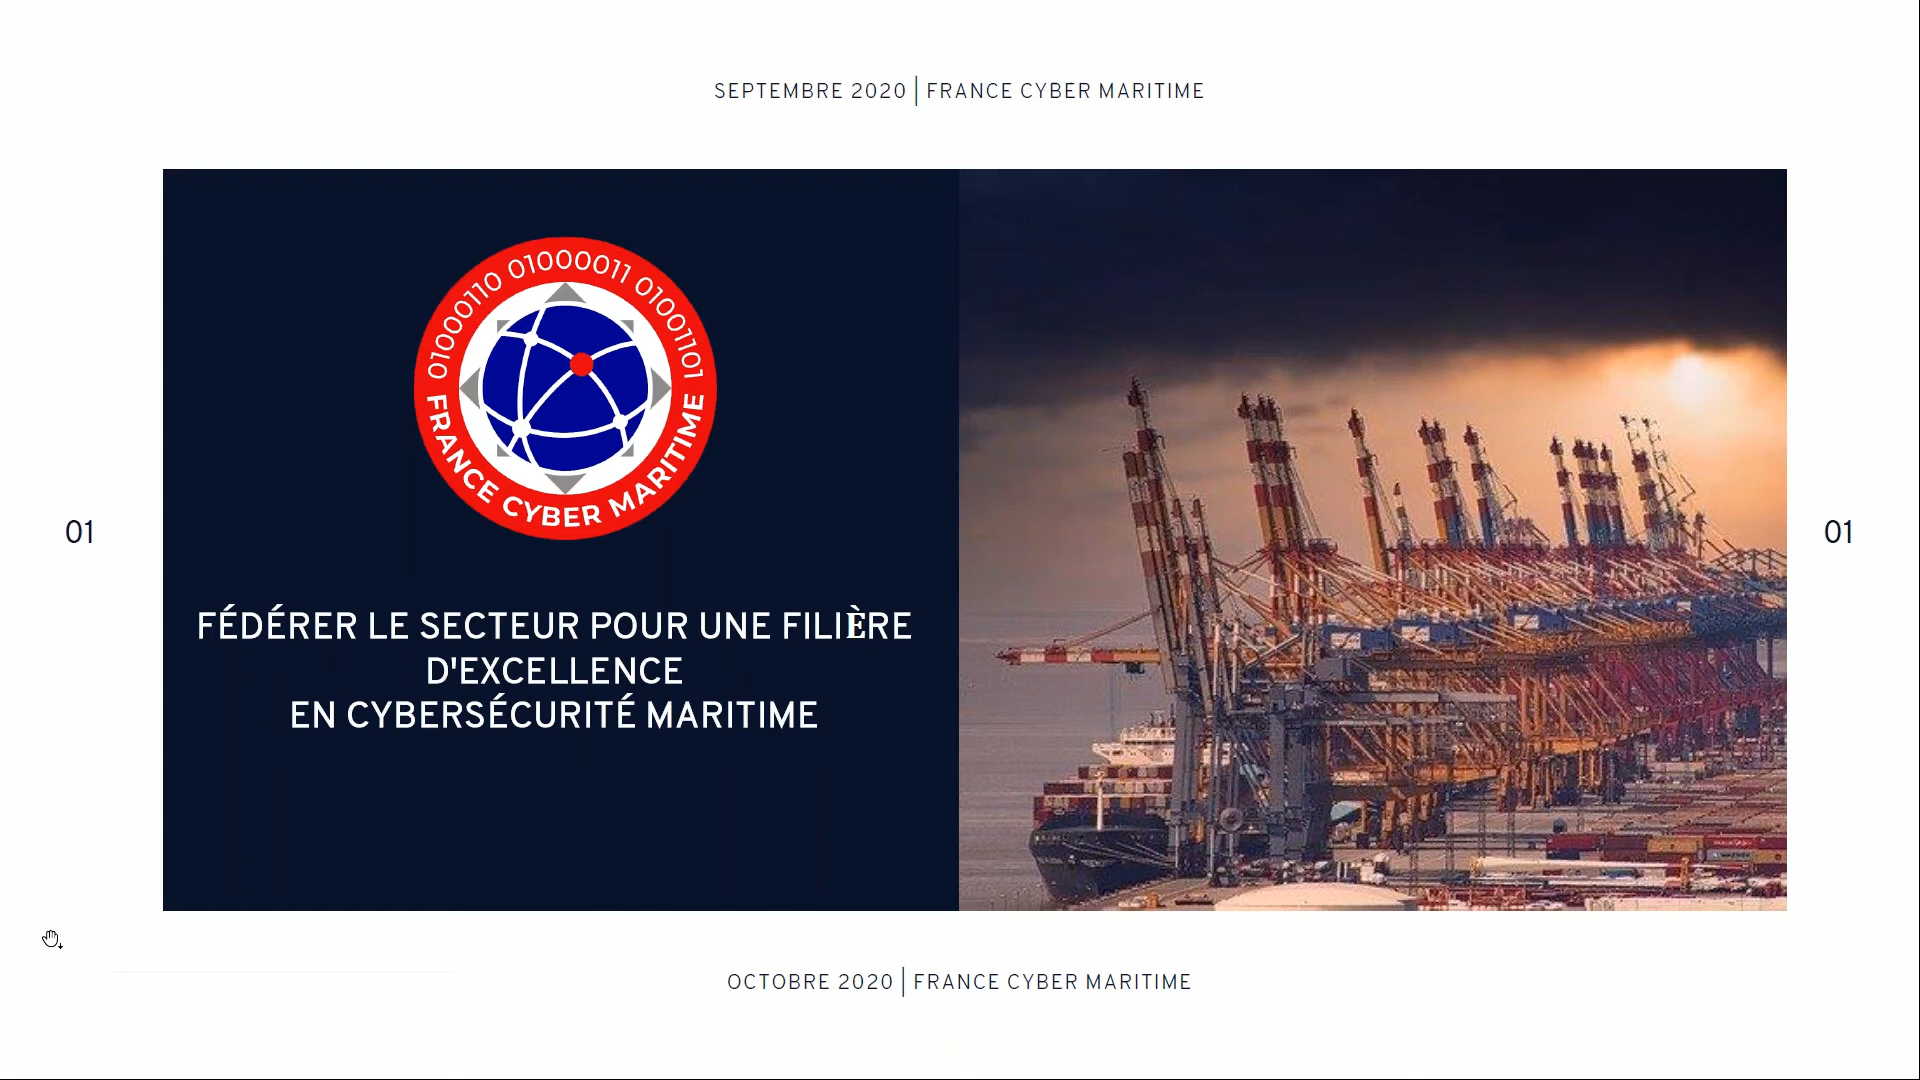 SEPTEMBRE 2020 | FRANCE CYBER MARITIME
01000110 01000011 01001101
FRANCE CYBER MARITIME
01
01
FÉDÉRER LE SECTEUR POUR UNE FILIÈRE
D'EXCELLENCE
EN CYBERSÉCURITÉ MARITIME
OCTOBRE 2020 | FRANCE CYBER MARITIME